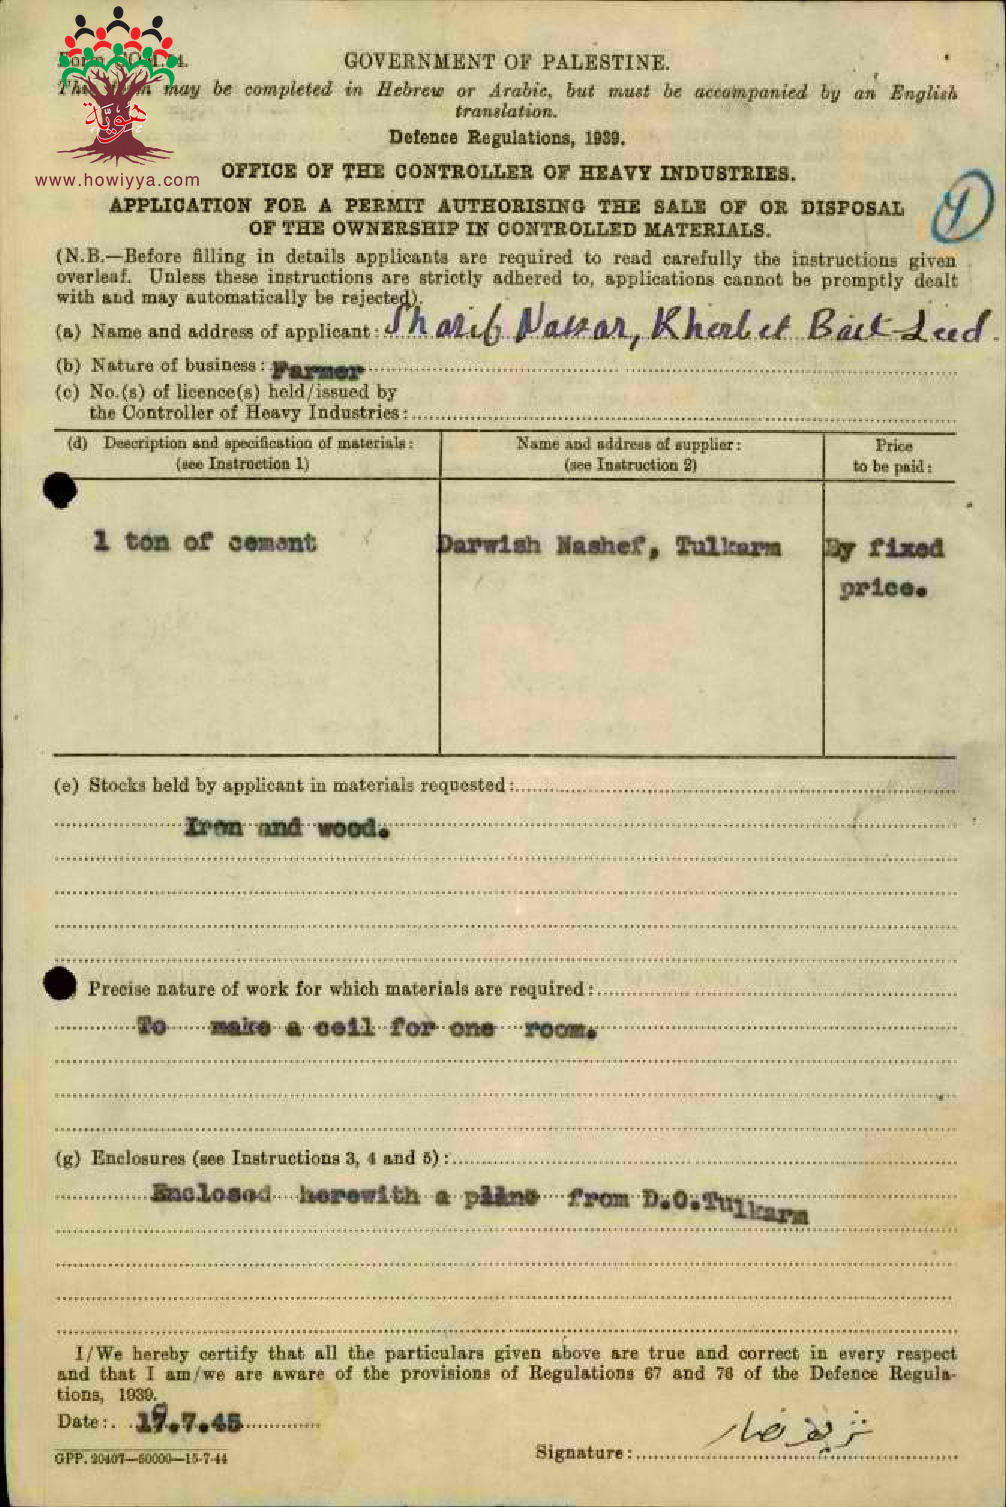 هوية
www.howiyya.com
GOVERNMENT OF PALESTINE.
may be completed in Hebrew or Arabic, but must be accompanied by an English
translation.
Defence Regulations, 1939.
OFFICE OF THE CONTROLLER OF HEAVY INDUSTRIES.
APPLICATION FOR A PERMIT AUTHORISING THE SALE OF OR DISPOSAL
OF THE OWNERSHIP IN CONTROLLED MATERIALS.
(N.B.—Before filling in details applicants are required to read carefully the instructions given
overleaf. Unless these instructions are strictly adhered to, applications cannot be promptly dealt
with and may automatically be rejected).
(a) Name and address of applicant: Sharif Nassar, Kherbet Bait-Leed.
(b) Nature of business: Farmer
(c) No.(s) of licence(s) held/issued by
the Controller of Heavy Industries:
(d) Description and specification of materials: Name and address of supplier: Price
(see Instruction 1) (see Instruction 2) to be paid:
1 ton of cement Darwish Nashef, Tulkarm By fixed
price.
(e) Stocks held by applicant in materials requested:
Iron and wood.
Precise nature of work for which materials are required:
To make a ceil for one room.
(g) Enclosures (see Instructions 3, 4 and 5):
Enclosed herewith a from D.O.Tulkarm
I/We hereby certify that all the particulars given above are true and correct in every respect
and that I am/we are aware of the provisions of Regulations 67 and 76 of the Defence Regula-
tions, 1939.
Date: .7.45
GPP. 20407—50000—15-7-44
Signature: